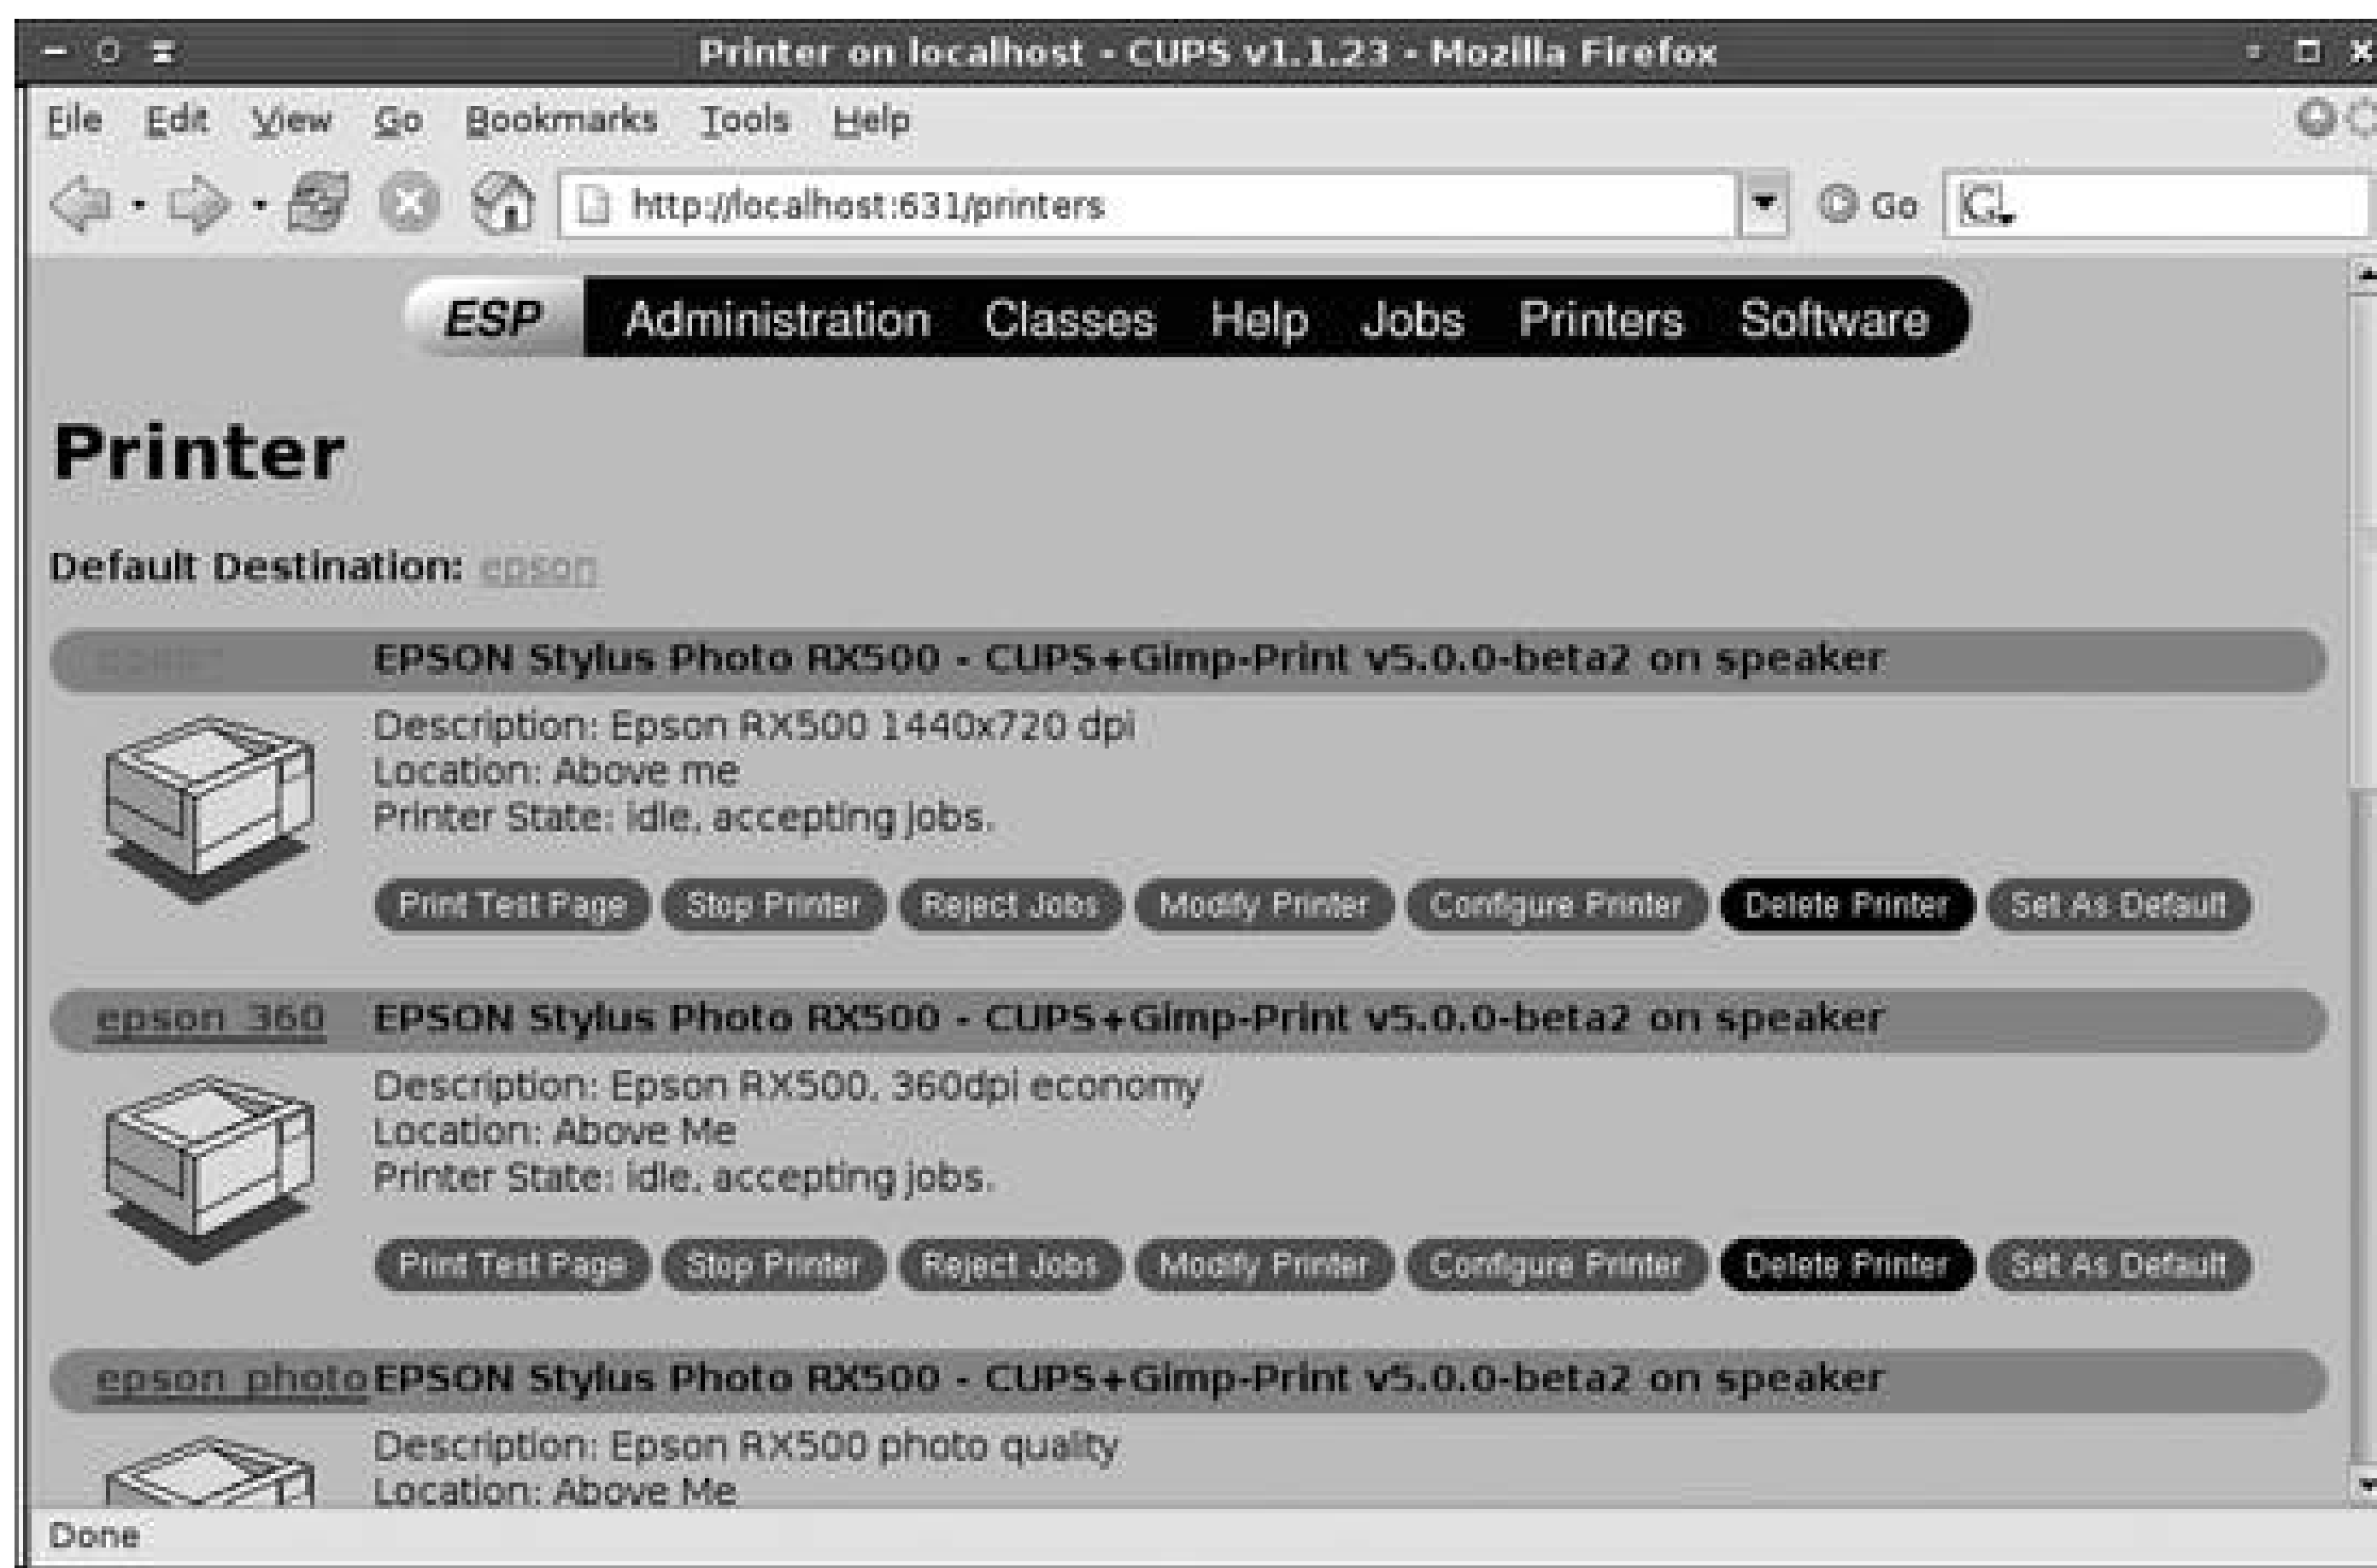 Printer on localhost - CUPS v1.1.23 - Mozilla Firefox
File Edit View Go Bookmarks Tools Help
http://localhost:631/printers Go G
ESP Administration Classes Help Jobs Printers Software
Printer
Default Destination: epson
EPSON Stylus Photo RX500 - CUPS+Gimp-Print v5.0.0-beta2 on speaker
Description: Epson RX500 1440x720 dpi
Location: Above me
Printer State: idle, accepting jobs.
Print Test Page Stop Printer Reject Jobs Modify Printer Configure Printer Delete Printer Set As Default
epson_360 EPSON Stylus Photo RX500 - CUPS+Gimp-Print v5.0.0-beta2 on speaker
Description: Epson RX500, 360dpi economy
Location: Above Me
Printer State: idle, accepting jobs.
Print Test Page Stop Printer Reject Jobs Modify Printer Configure Printer Delete Printer Set As Default
epson_photo EPSON Stylus Photo RX500 - CUPS+Gimp-Print v5.0.0-beta2 on speaker
Description: Epson RX500 photo quality
Location: Above Me
Done